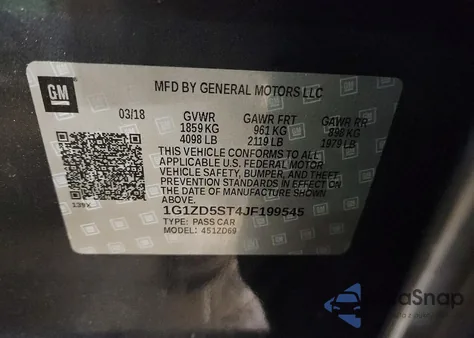 GM
MFD BY GENERAL MOTORS LLC
03/18 GVWR GAWR FRT GAWR RR
1859 KG 961 KG 898 KG
4098 LB 2119 LB 1979 LB
THIS VEHICLE CONFORMS TO ALL
APPLICABLE U.S. FEDERAL MOTOR
VEHICLE SAFETY, BUMPER, AND THEFT
PREVENTION STANDARDS IN EFFECT
ON THE DATE OF MANUFACTURE SHOWN
ABOVE.
139X
1G1ZD5ST4JF199545
TYPE: PASS CAR
MODEL: 451ZD69